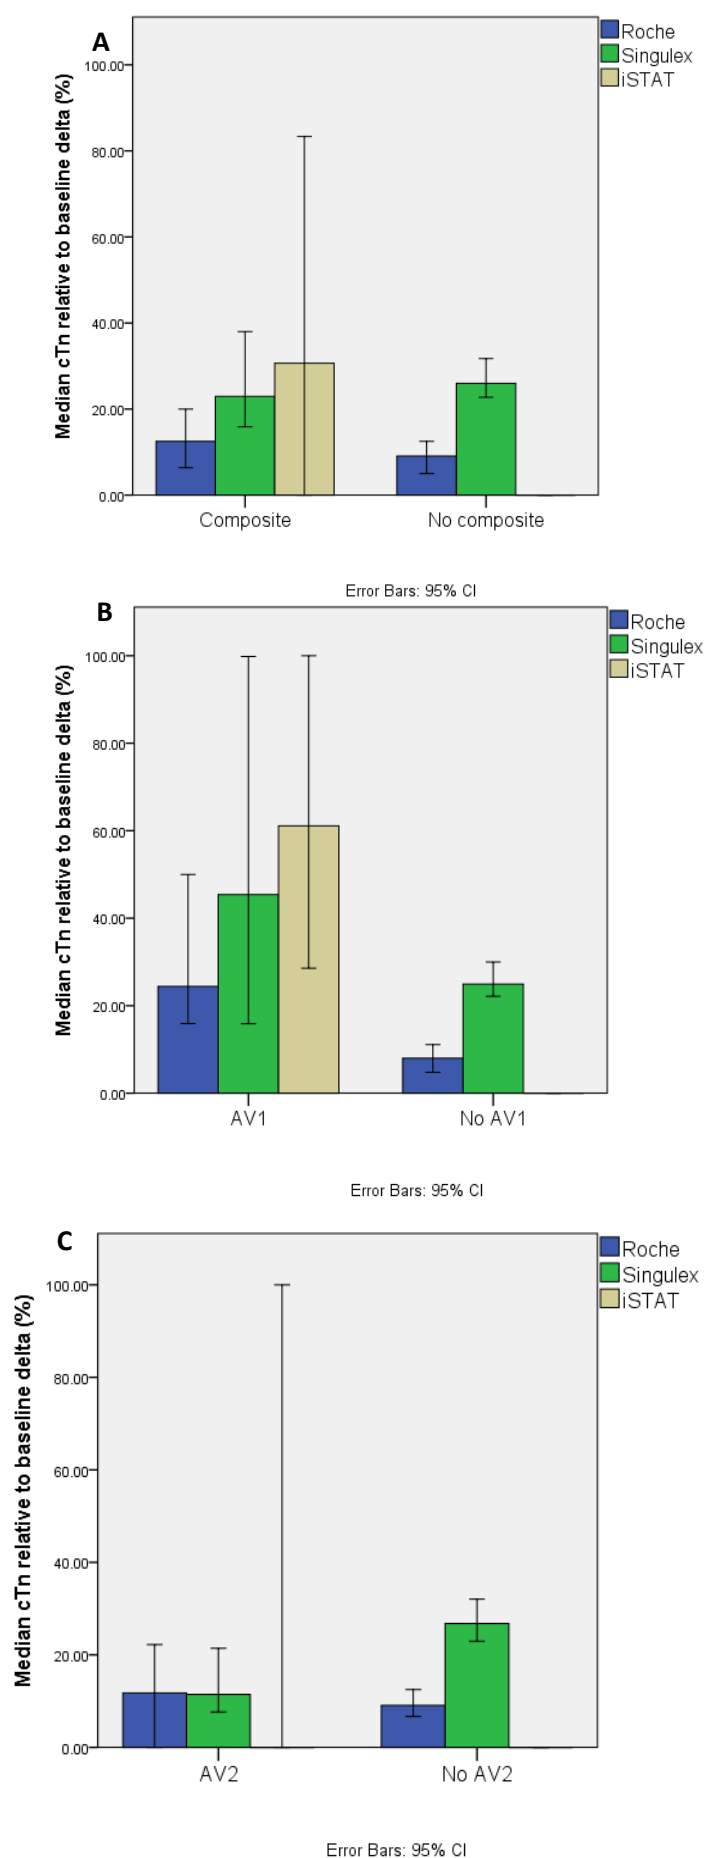 A
Roche
Singulex
iSTAT
Median cTn relative to baseline delta (%)
100.00
80.00
60.00
40.00
20.00
0.00
Composite
No composite
Error Bars: 95% CI
B
Roche
Singulex
iSTAT
Median cTn relative to baseline delta (%)
100.00
80.00
60.00
40.00
20.00
0.00
AV1
No AV1
Error Bars: 95% CI
C
Roche
Singulex
iSTAT
Median cTn relative to baseline delta (%)
100.00
80.00
60.00
40.00
20.00
0.00
AV2
No AV2
Error Bars: 95% CI